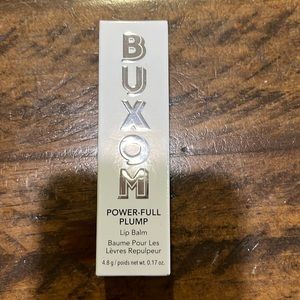 BUXOM
POWER-FULL
PLUMP
Lip Balm
Baume Pour Les
Lèvres Repulpeur
4.8 g / poids net wt. 0.17 oz.